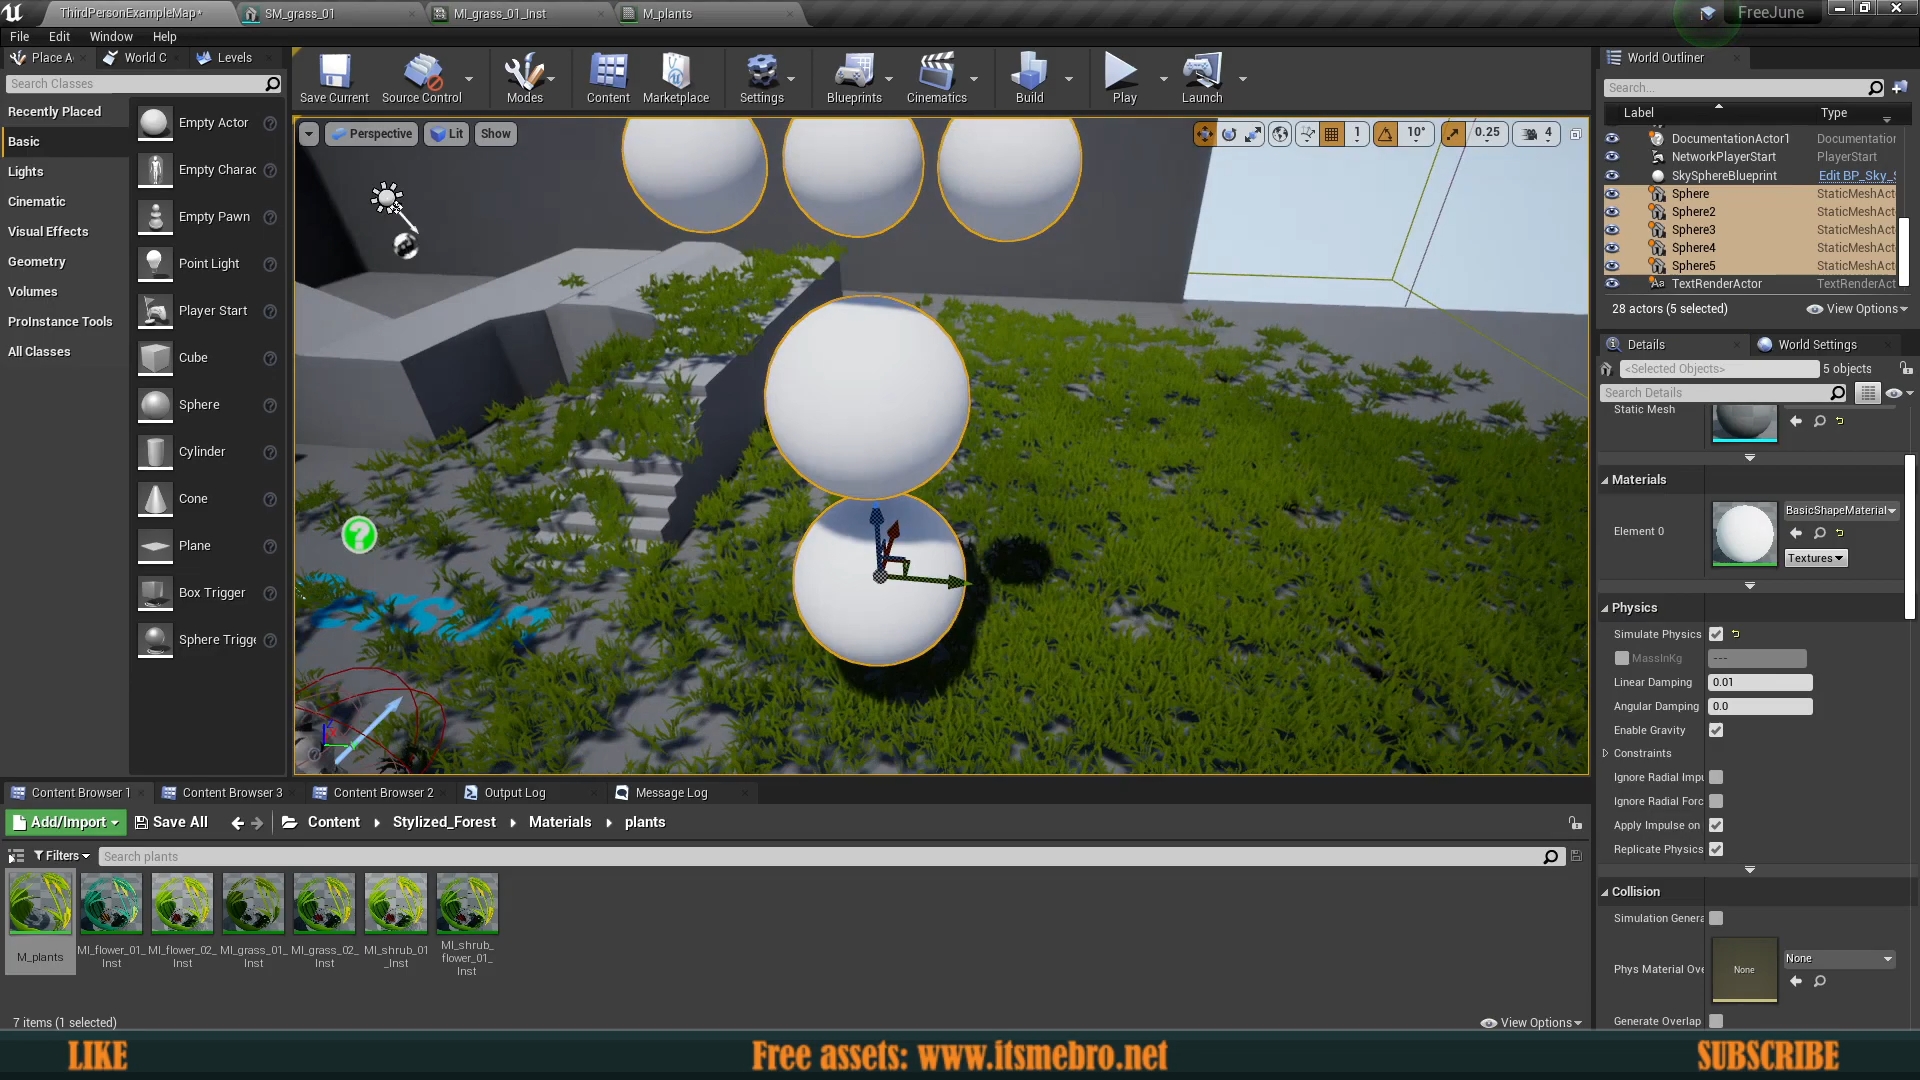 ThirdPersonExampleMap*
SM_grass_01
MI_grass_01_Inst
M_plants
FreeJune
File
Edit
Window
Help
Place A
World C
Levels
Search Classes
Recently Placed
Basic
Lights
Cinematic
Visual Effects
Geometry
Volumes
ProInstance Tools
All Classes
Empty Actor
Empty Charac
Empty Pawn
Point Light
Player Start
Cube
Sphere
Cylinder
Cone
Plane
Box Trigger
Sphere Trigge
Save Current
Source Control
Modes
Content
Marketplace
Settings
Blueprints
Cinematics
Build
Play
Launch
Perspective
Lit
Show
1
10°
0.25
4
World Outliner
Search...
Label
Type
DocumentationActor1
Documentation
NetworkPlayerStart
PlayerStart
SkySphereBlueprint
Edit BP_Sky_S
Sphere
StaticMeshAct
Sphere2
StaticMeshAct
Sphere3
StaticMeshAct
Sphere4
StaticMeshAct
Sphere5
StaticMeshAct
TextRenderActor
TextRenderAct
28 actors (5 selected)
View Options
Details
World Settings
<Selected Objects>
5 objects
Search Details
Static Mesh
Materials
Element 0
BasicShapeMaterial
Textures
Physics
Simulate Physics
MassInKg
---
Linear Damping
0.01
Angular Damping
0.0
Enable Gravity
Constraints
Ignore Radial Impu
Ignore Radial Forc
Apply Impulse on
Replicate Physics
Collision
Simulation Genera
Phys Material Ove
None
None
Generate Overlap
Content Browser 1
Content Browser 3
Content Browser 2
Output Log
Message Log
Add/Import
Save All
Content
Stylized_Forest
Materials
plants
Filters
Search plants
M_plants
MI_flower_01_
Inst
MI_flower_02_
Inst
MI_grass_01_
Inst
MI_grass_02_
Inst
MI_shrub_01
_Inst
MI_shrub_
flower_01_
Inst
7 items (1 selected)
View Options
LIKE
Free assets: www.itsmebro.net
SUBSCRIBE